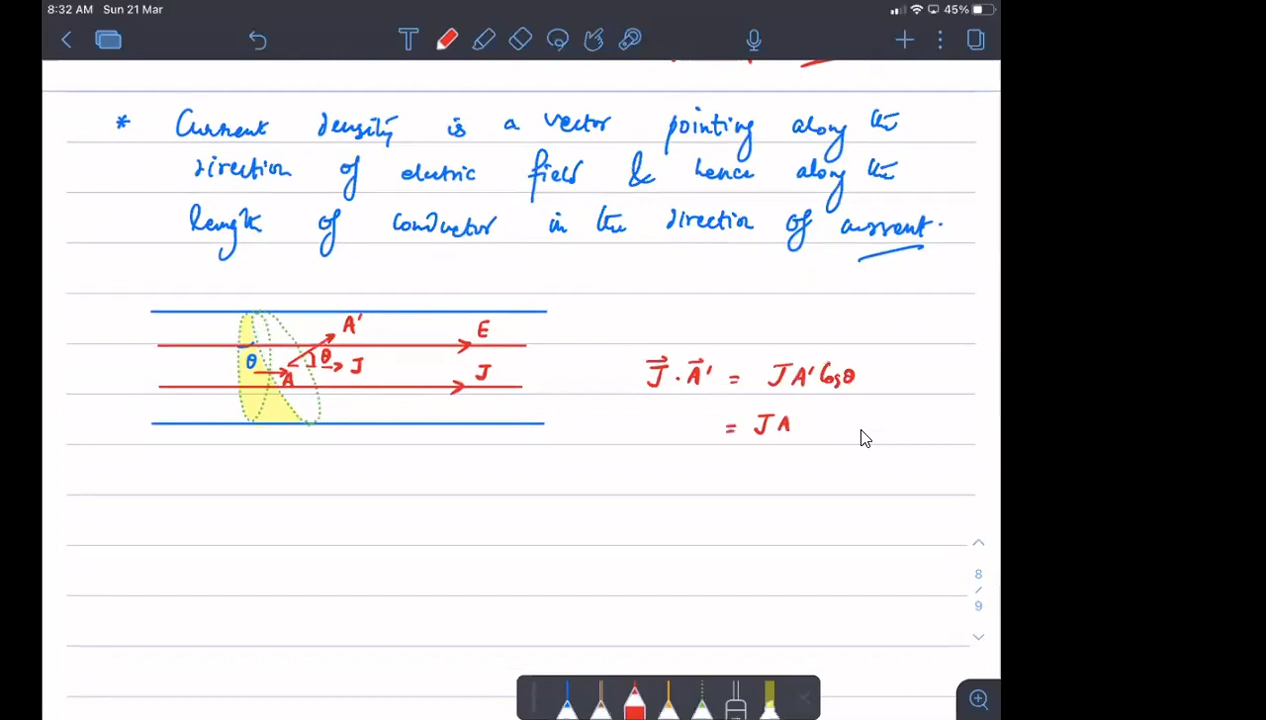 8:32 AM Sun 21 Mar 45%
T
* Current density is a vector pointing along the
direction of electric field & hence along the
length of conductor in the direction of current.
A' E
θ θ J J
A
J⃗ . A⃗' = JA' Cosθ
= JA
8
/
9